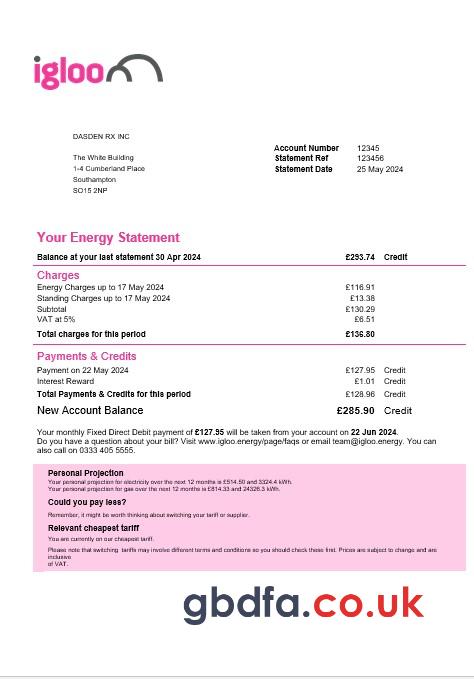 igloo
DASDEN RX INC
The White Building
1-4 Cumberland Place
Southampton
SO15 2NP
Account Number 12345
Statement Ref 123456
Statement Date 25 May 2024
Your Energy Statement
Balance at your last statement 30 Apr 2024 £293.74 Credit
Charges
Energy Charges up to 17 May 2024 £116.91
Standing Charges up to 17 May 2024 £13.38
Subtotal £130.29
VAT at 5% £6.51
Total charges for this period £136.80
Payments & Credits
Payment on 22 May 2024 £127.95 Credit
Interest Reward £1.01 Credit
Total Payments & Credits for this period £128.96 Credit
New Account Balance £285.90 Credit
Your monthly Fixed Direct Debit payment of £127.95 will be taken from your account on 22 Jun 2024.
Do you have a question about your bill? Visit www.igloo.energy/page/faqs or email team@igloo.energy. You can
also call on 0333 405 5555.
Personal Projection
Your personal projection for electricity over the next 12 months is £514.50 and 3324.4 kWh.
Your personal projection for gas over the next 12 months is £814.33 and 24326.3 kWh.
Could you pay less?
Remember, it might be worth thinking about switching your tariff or supplier.
Relevant cheapest tariff
You are currently on our cheapest tariff.
Please note that switching tariffs may involve different terms and conditions so you should check these first. Prices are subject to change and are
inclusive
of VAT.
gbdfa.co.uk